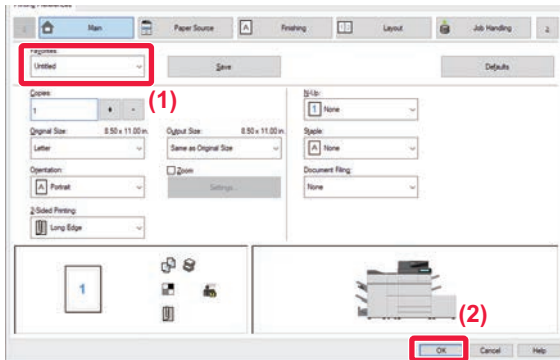 Main Paper Source Finishing Layout Job Handling
Favorites:
Untitled Save Defaults
(1)
Copies:
1 + -
Original Size: 8.50 x 11.00 in.
Letter
Output Size: 8.50 x 11.00 in.
Same as Original Size
Orientation:
Portrait
Zoom
Settings...
2-Sided Printing:
Long Edge
N-Up:
1 None
Staple:
A None
Document Filing:
None
1
(2)
OK Cancel Help